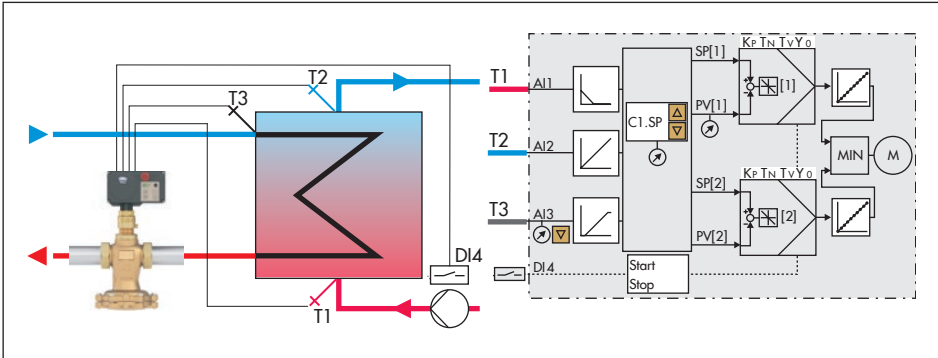 T2
T3
T1
DI4
T1
AI1
T2
AI2
T3
AI3
DI4
C1.SP
SP[1]
PV[1]
SP[2]
PV[2]
Start
Stop
KP TN TV Y0
[1]
KP TN TV Y0
[2]
MIN
M